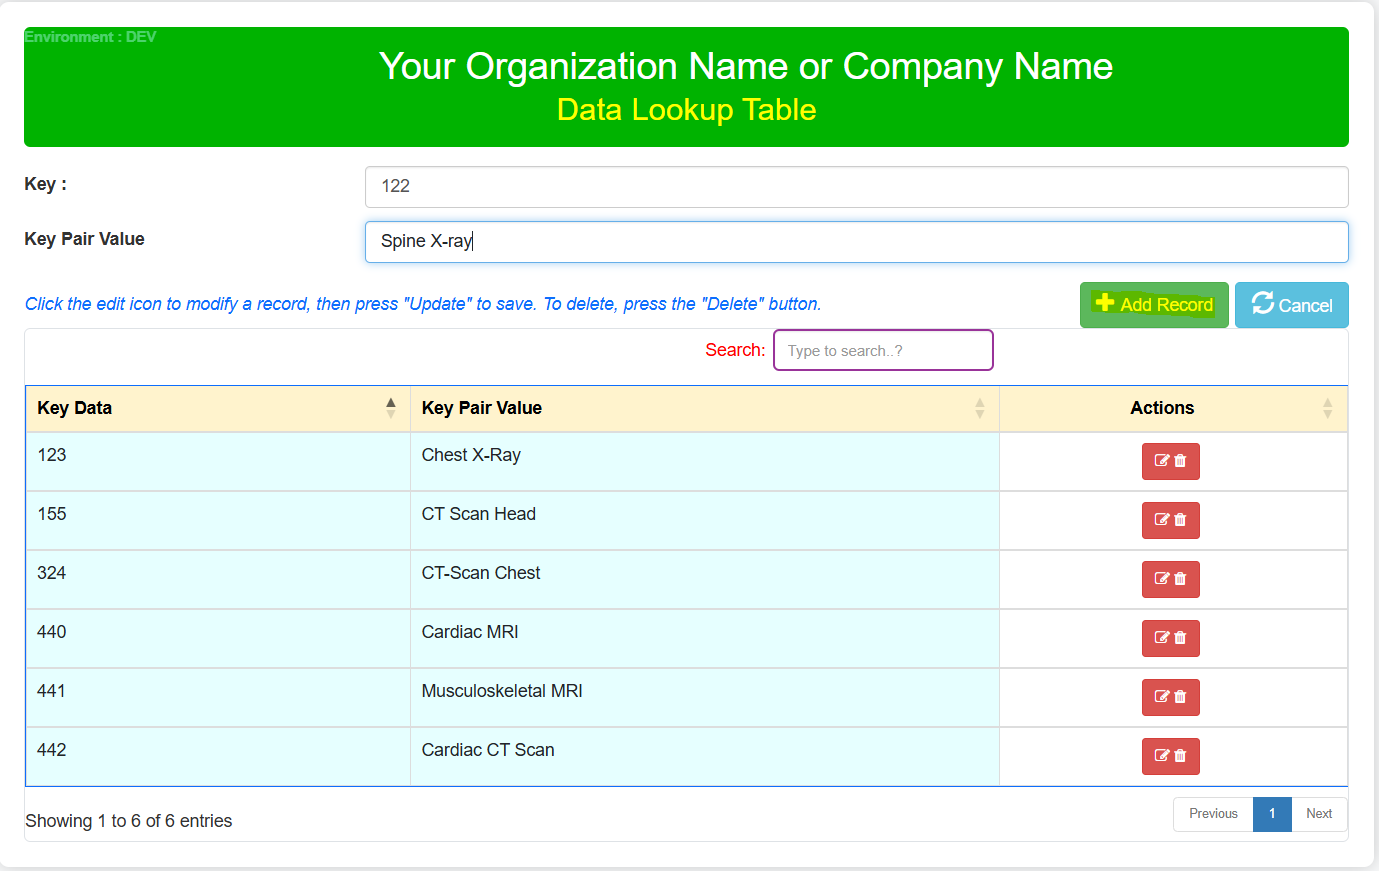 Environment : DEV
Your Organization Name or Company Name
Data Lookup Table
Key : 122
Key Pair Value Spine X-ray
Click the edit icon to modify a record, then press "Update" to save. To delete, press the "Delete" button. Add Record Cancel
Search: Type to search..?
Key Data Key Pair Value Actions
123 Chest X-Ray
155 CT Scan Head
324 CT-Scan Chest
440 Cardiac MRI
441 Musculoskeletal MRI
442 Cardiac CT Scan
Showing 1 to 6 of 6 entries Previous 1 Next